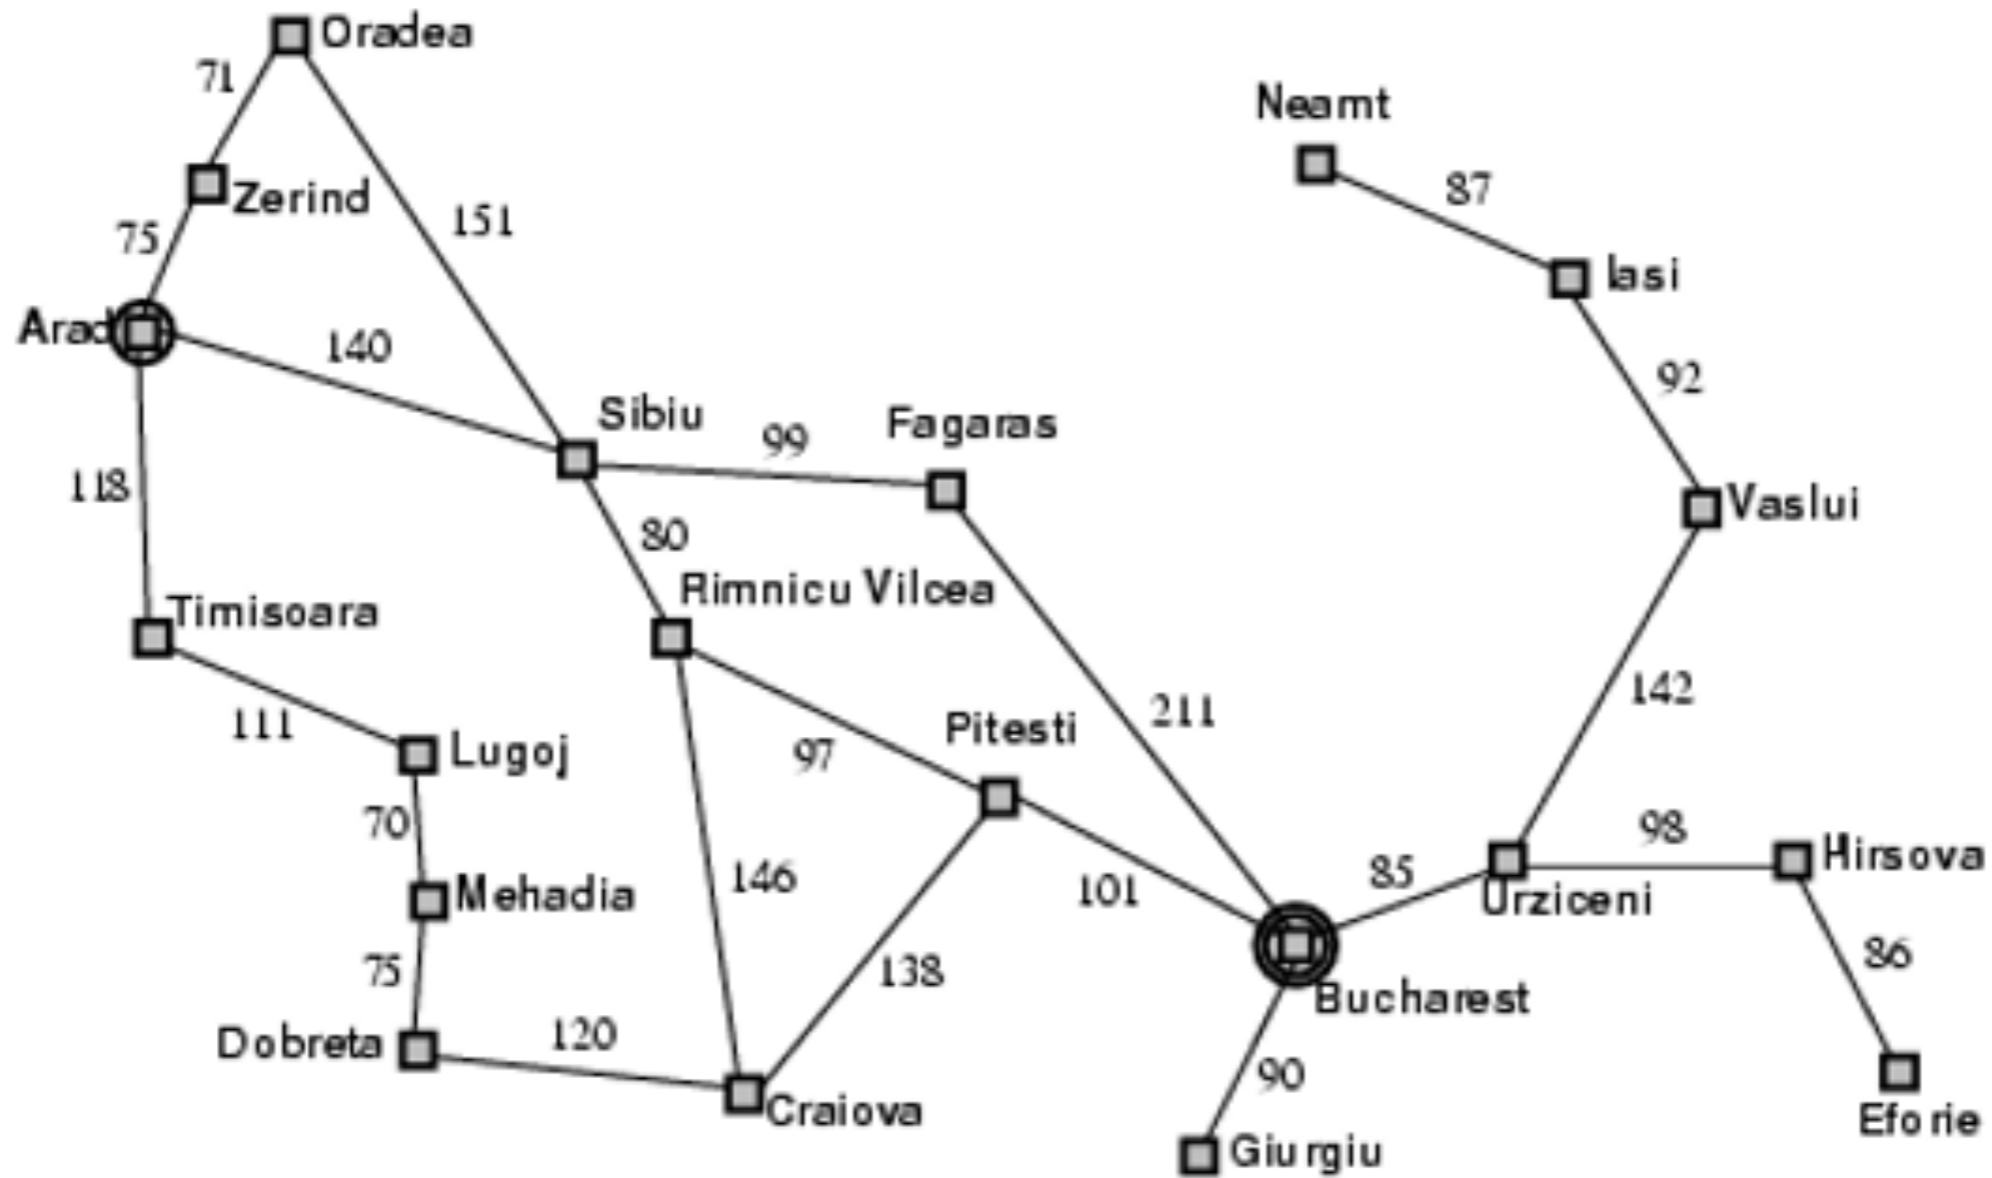 Oradea
71
Neamt
Zerind
87
151
75
Iasi
Arad
140
92
Sibiu
Fagaras
99
118
Vaslui
80
Rimnicu Vilcea
Timisoara
142
211
111
Pitesti
Lugoj
97
70
98
Hirsova
146
85
101
Mehadia
Urziceni
86
75
138
Bucharest
120
Dobreta
90
Craiova
Eforie
Giurgiu